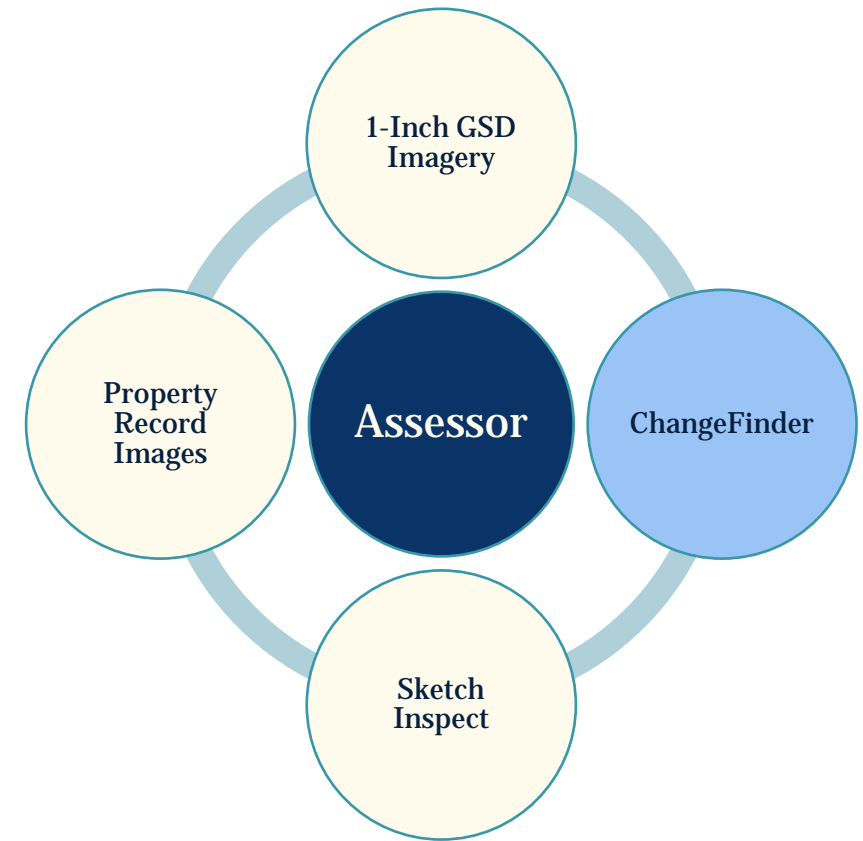 1-Inch GSD
Imagery
Property
Record
Images
Assessor
ChangeFinder
Sketch
Inspect